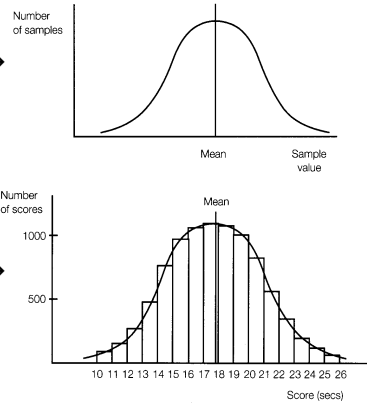 Number
of samples
Mean
Sample
value
Number
of scores
Mean
1000
500
10 11 12 13 14 15 16 17 18 19 20 21 22 23 24 25 26
Score (secs)